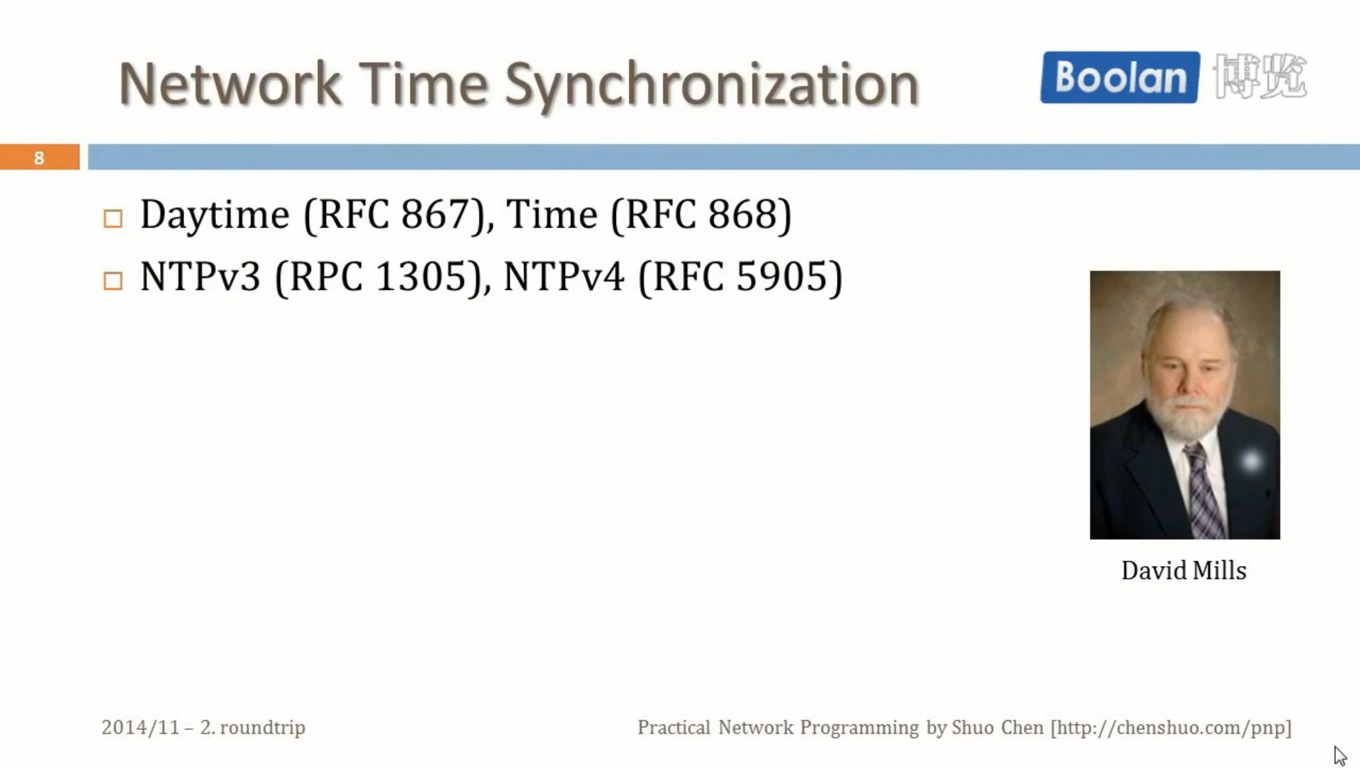 Network Time Synchronization
Boolan 博览
8
Daytime (RFC 867), Time (RFC 868)
NTPv3 (RPC 1305), NTPv4 (RFC 5905)
David Mills
2014/11 – 2. roundtrip
Practical Network Programming by Shuo Chen [http://chenshuo.com/pnp]